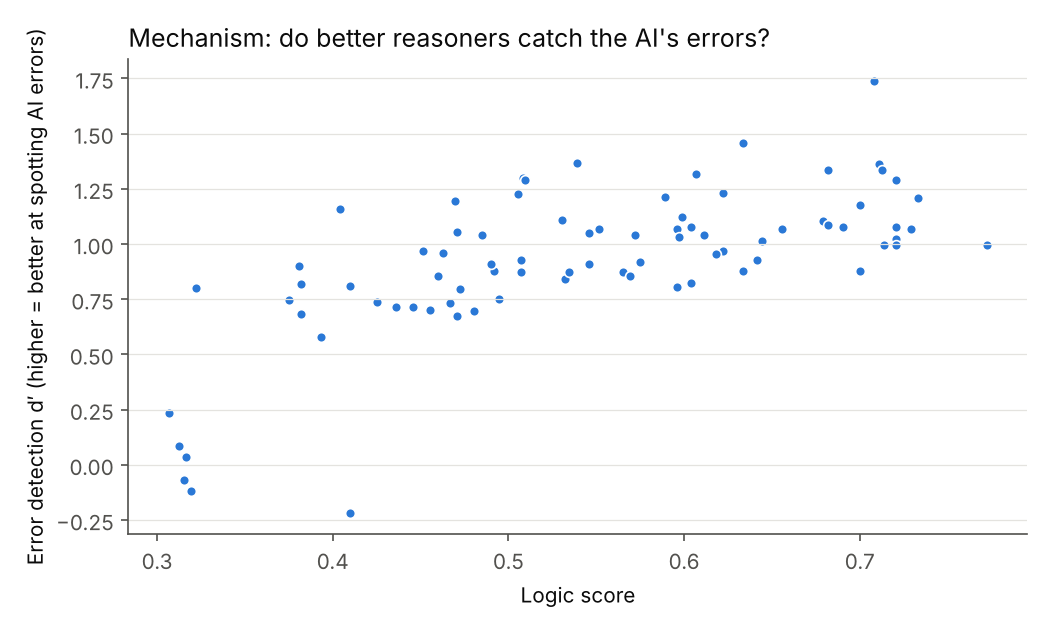 Mechanism: do better reasoners catch the AI's errors?
Error detection d′ (higher = better at spotting AI errors)
1.75
1.50
1.25
1.00
0.75
0.50
0.25
0.00
−0.25
0.3 0.4 0.5 0.6 0.7
Logic score